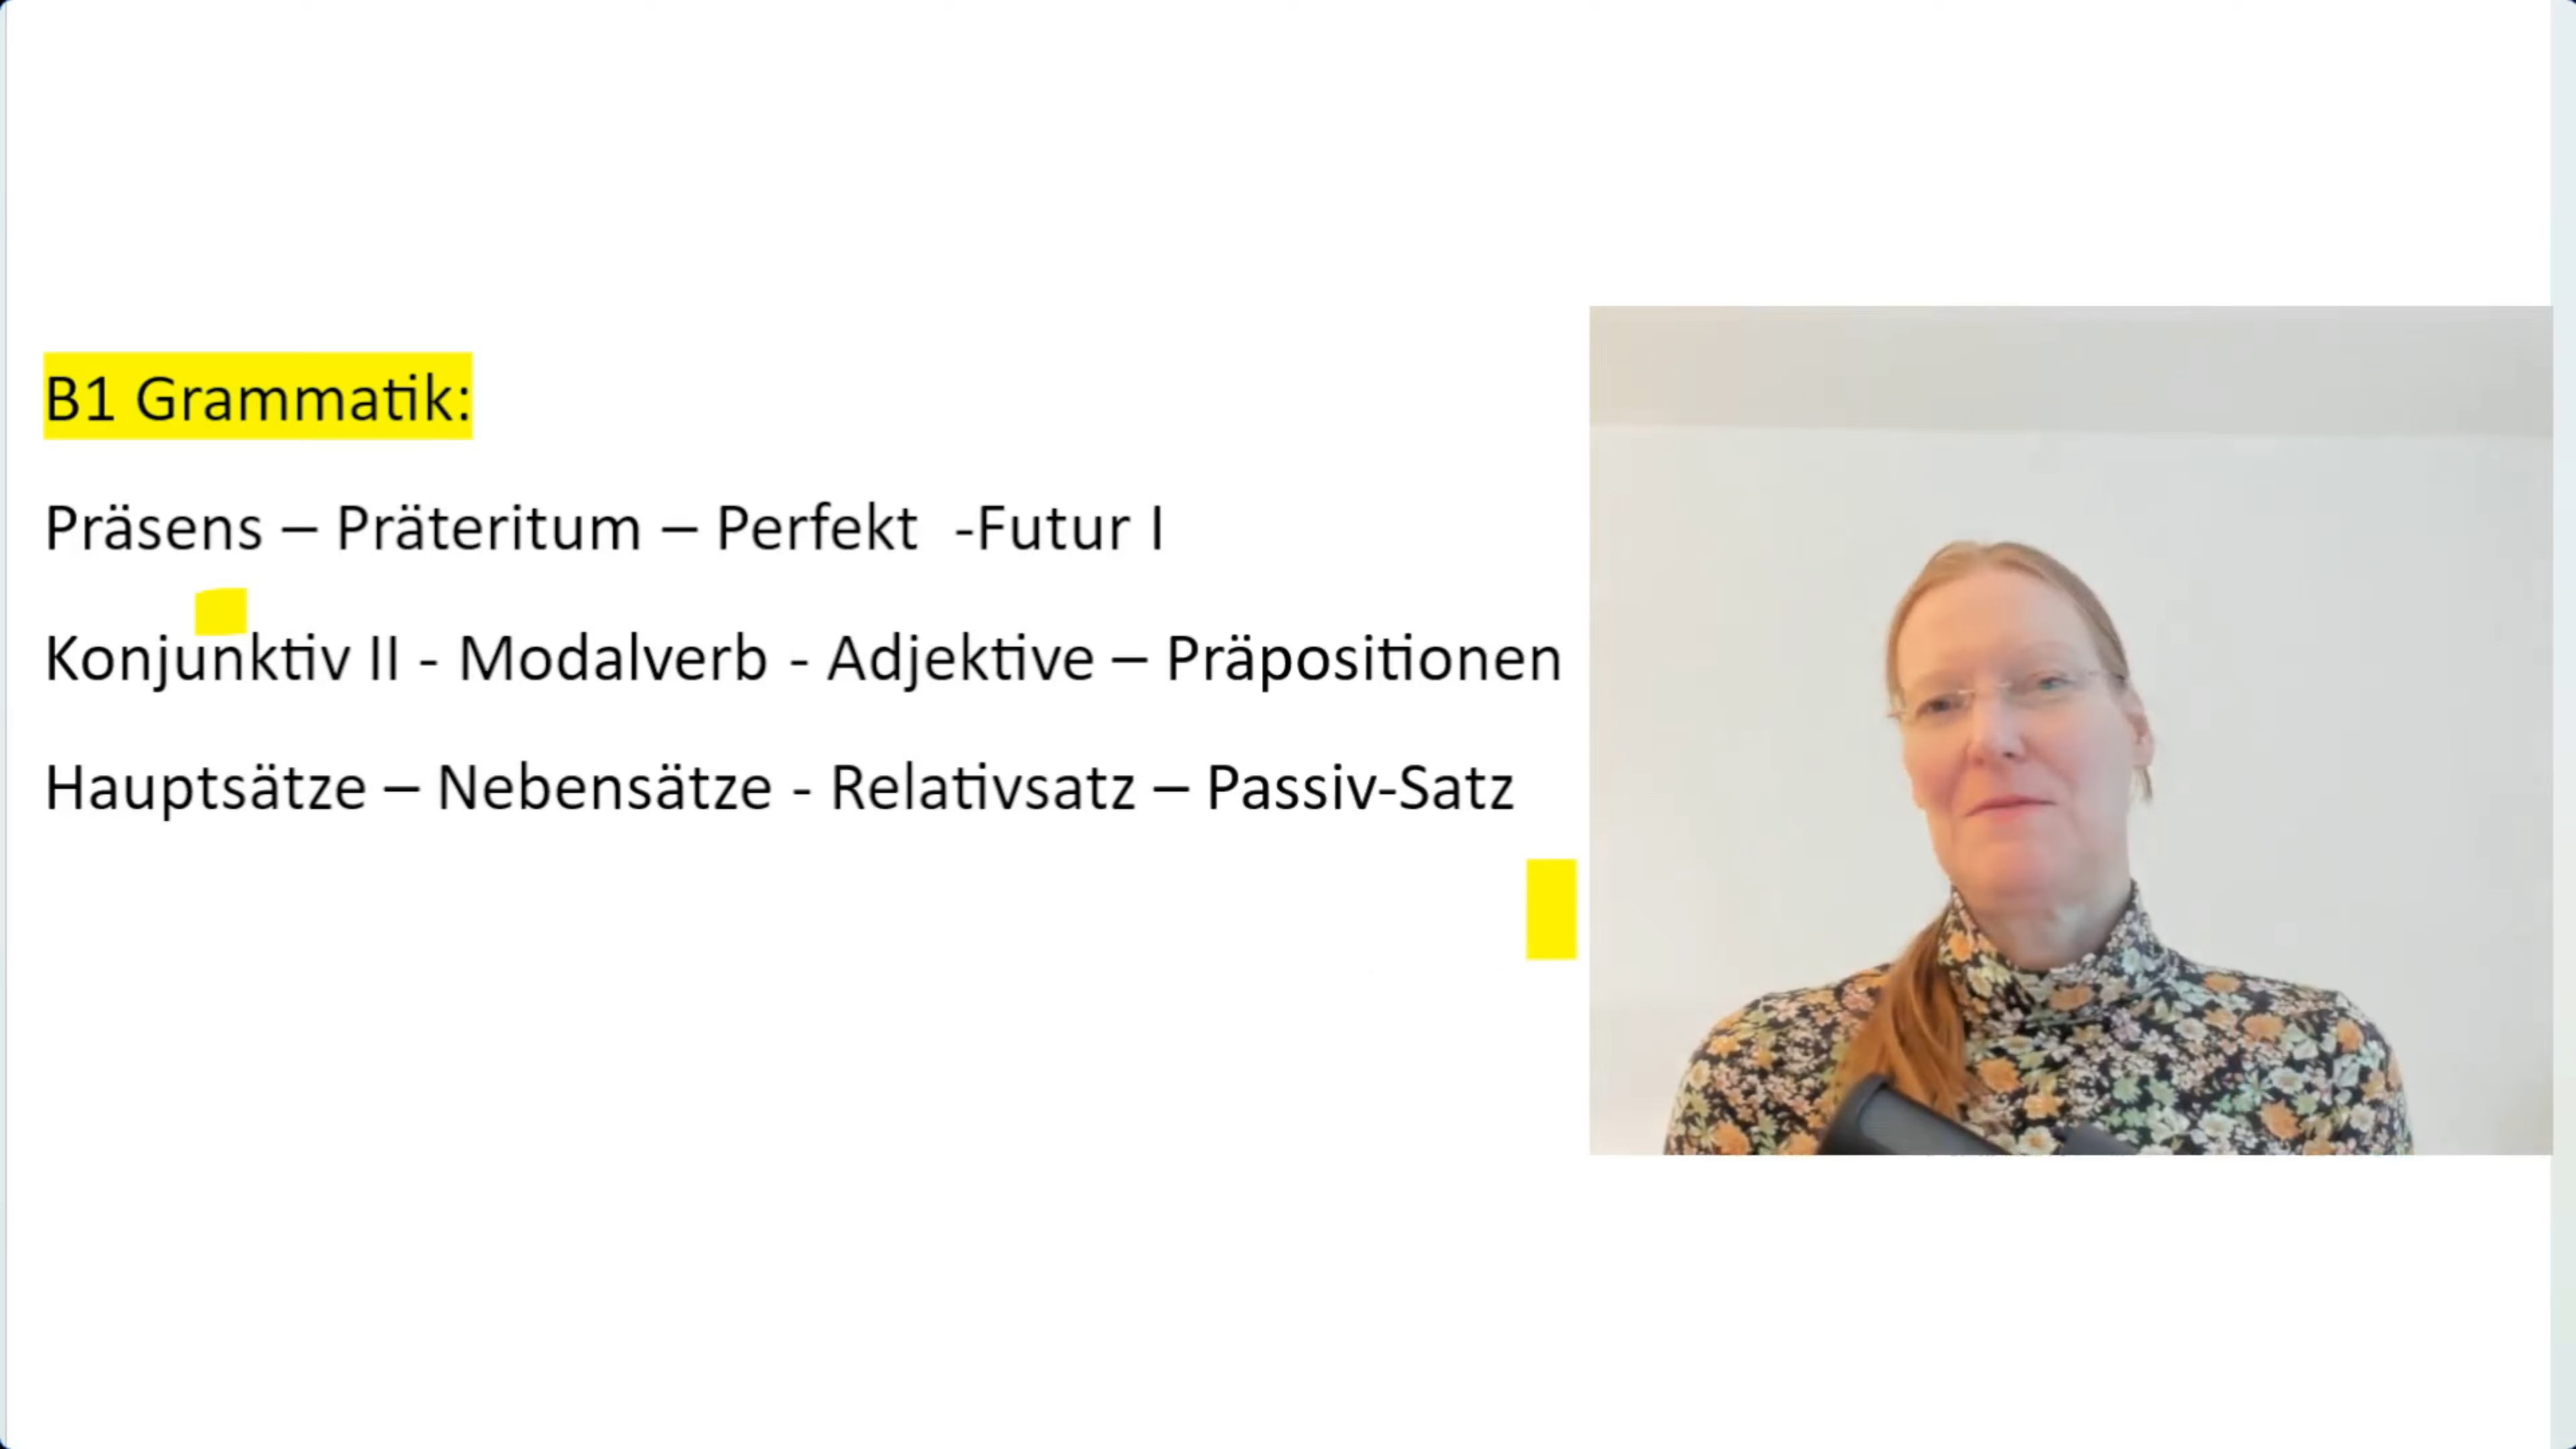 B1 Grammatik:
Präsens – Präteritum – Perfekt  -Futur I
Konjunktiv II - Modalverb - Adjektive – Präpositionen
Hauptsätze – Nebensätze - Relativsatz – Passiv-Satz